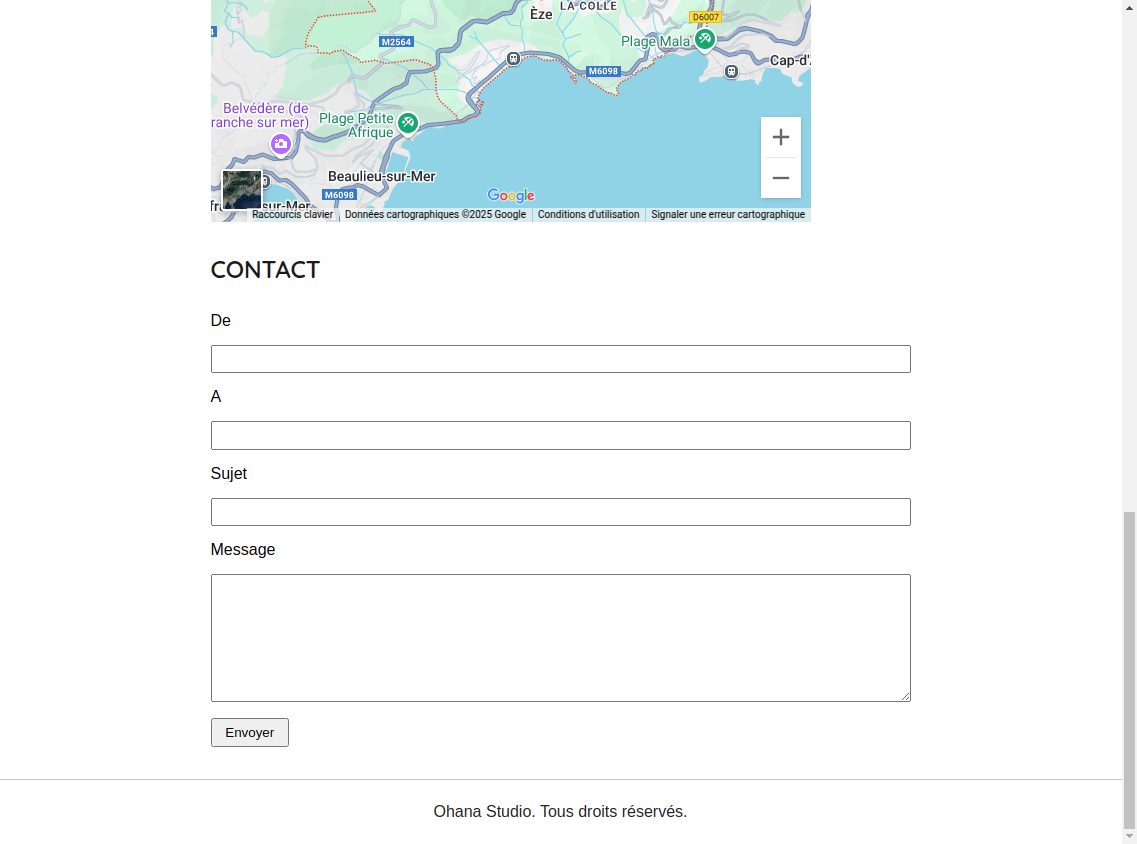 Èze
LA COLLE
D6007
M2564
Plage Mala
Cap-d'
M6098
Belvédère (de
ranche sur mer)
Plage Petite
Afrique
Beaulieu-sur-Mer
M6098
Google
Raccourcis clavier
Données cartographiques ©2025 Google
Conditions d'utilisation
Signaler une erreur cartographique
CONTACT
De
A
Sujet
Message
Envoyer
Ohana Studio. Tous droits réservés.